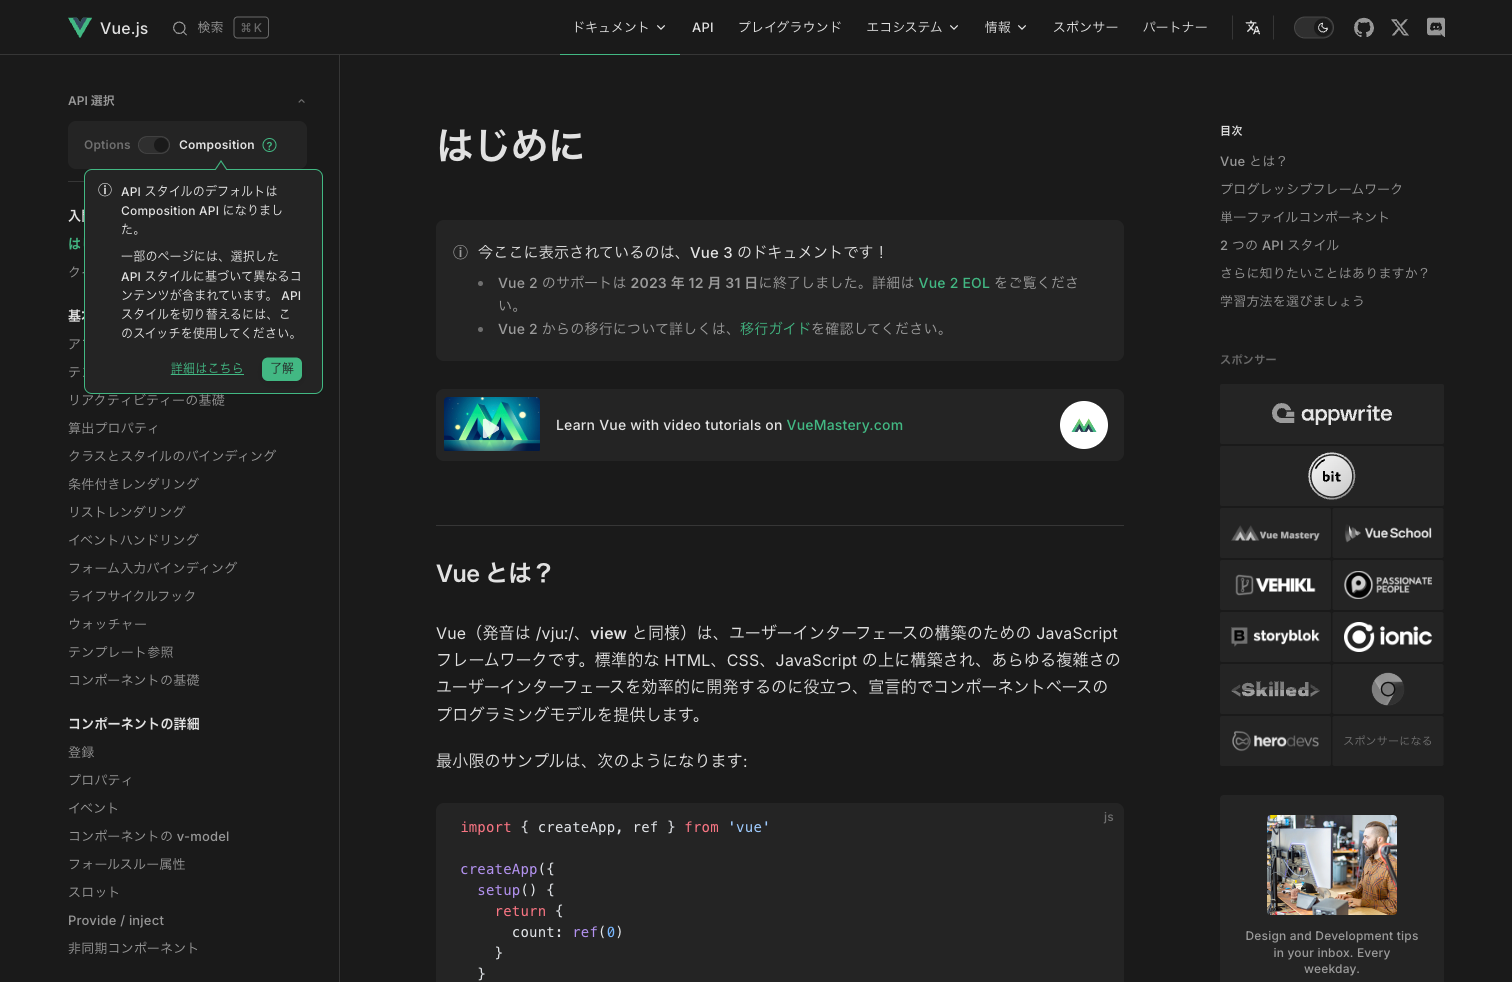 Vue.js
検索
⌘ K
ドキュメント
API
プレイグラウンド
エコシステム
情報
スポンサー
パートナー
API 選択
Options
Composition
?
API スタイルのデフォルトは
Composition API になりまし
た。
一部のページには、選択した
API スタイルに基づいて異なるコ
ンテンツが含まれています。 API
スタイルを切り替えるには、こ
のスイッチを使用してください。
詳細はこちら
了解
リアクティビティーの基礎
算出プロパティ
クラスとスタイルのバインディング
条件付きレンダリング
リストレンダリング
イベントハンドリング
フォーム入力バインディング
ライフサイクルフック
ウォッチャー
テンプレート参照
コンポーネントの基礎
コンポーネントの詳細
登録
プロパティ
イベント
コンポーネントの v-model
フォールスルー属性
スロット
Provide / inject
非同期コンポーネント
はじめに
今ここに表示されているのは、Vue 3 のドキュメントです！
• Vue 2 のサポートは 2023 年 12 月 31 日に終了しました。詳細は Vue 2 EOL をご覧くださ
い。
• Vue 2 からの移行について詳しくは、移行ガイドを確認してください。
Learn Vue with video tutorials on VueMastery.com
Vue とは？
Vue（発音は /vjuː/、view と同様）は、ユーザーインターフェースの構築のための JavaScript
フレームワークです。標準的な HTML、CSS、JavaScript の上に構築され、あらゆる複雑さの
ユーザーインターフェースを効率的に開発するのに役立つ、宣言的でコンポーネントベースの
プログラミングモデルを提供します。
最小限のサンプルは、次のようになります:
js
import { createApp, ref } from 'vue'
createApp({
setup() {
return {
count: ref(0)
}
}
目次
Vue とは？
プログレッシブフレームワーク
単一ファイルコンポーネント
2 つの API スタイル
さらに知りたいことはありますか？
学習方法を選びましょう
スポンサー
appwrite
bit
Vue Mastery
Vue School
VEHIKL
PASSIONATE
PEOPLE
storyblok
ionic
<Skilled>
herodevs
スポンサーになる
Design and Development tips
in your inbox. Every
weekday.